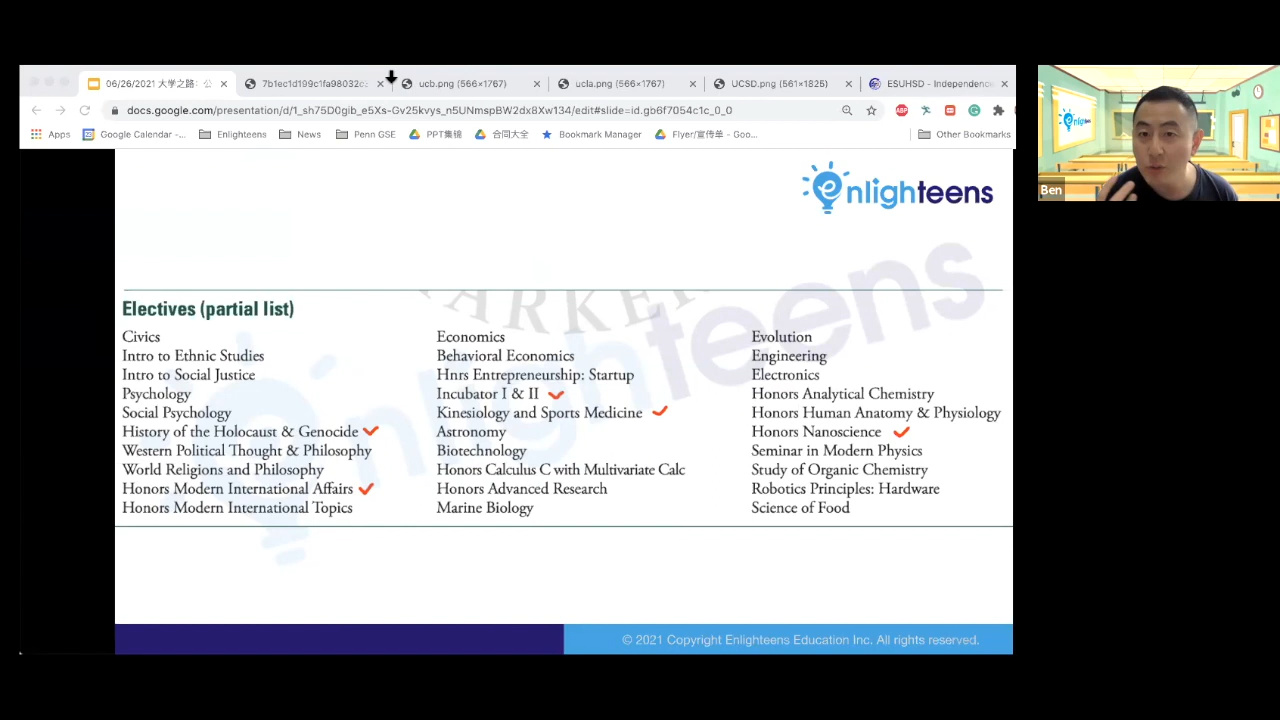 06/26/2021 大学之路：公
7b1ec1d199c1fa98032c
ucb.png (566×1767)
ucla.png (566×1767)
UCSD.png (561×1825)
ESUHSD - Independence
docs.google.com/presentation/d/1_sh75D0gib_e5Xs-Gv25kvys_n5UNmspBW2dx8Xw134/edit#slide=id.gb6f7054c1c_0_0
ABP
Apps
Google Calendar -...
Enlighteens
News
Penn GSE
PPT集锦
合同大全
Bookmark Manager
Flyer/宣传单 - Goo...
Other Bookmarks
enlighteens
Ben
Electives (partial list)
Civics
Intro to Ethnic Studies
Intro to Social Justice
Psychology
Social Psychology
History of the Holocaust & Genocide
Western Political Thought & Philosophy
World Religions and Philosophy
Honors Modern International Affairs
Honors Modern International Topics
Economics
Behavioral Economics
Hnrs Entrepreneurship: Startup
Incubator I & II
Kinesiology and Sports Medicine
Astronomy
Biotechnology
Honors Calculus C with Multivariate Calc
Honors Advanced Research
Marine Biology
Evolution
Engineering
Electronics
Honors Analytical Chemistry
Honors Human Anatomy & Physiology
Honors Nanoscience
Seminar in Modern Physics
Study of Organic Chemistry
Robotics Principles: Hardware
Science of Food
enlighteens
© 2021 Copyright Enlighteens Education Inc. All rights reserved.